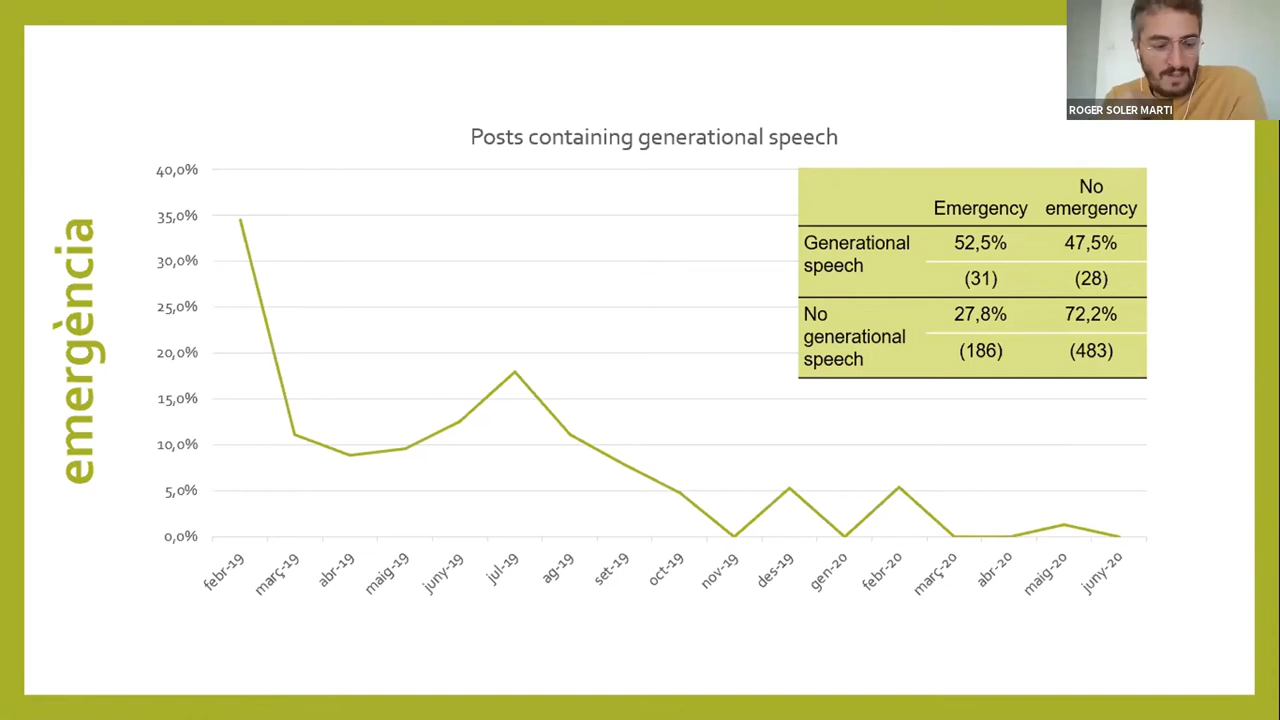 ROGER SOLER MARTI
emergència
Posts containing generational speech
40,0%
35,0%
30,0%
25,0%
20,0%
15,0%
10,0%
5,0%
0,0%
febr-19
març-19
abr-19
maig-19
juny-19
jul-19
ag-19
set-19
oct-19
nov-19
des-19
gen-20
febr-20
març-20
abr-20
maig-20
juny-20
Emergency
No
emergency
Generational
speech
52,5%
47,5%
(31)
(28)
No
generational
speech
27,8%
72,2%
(186)
(483)